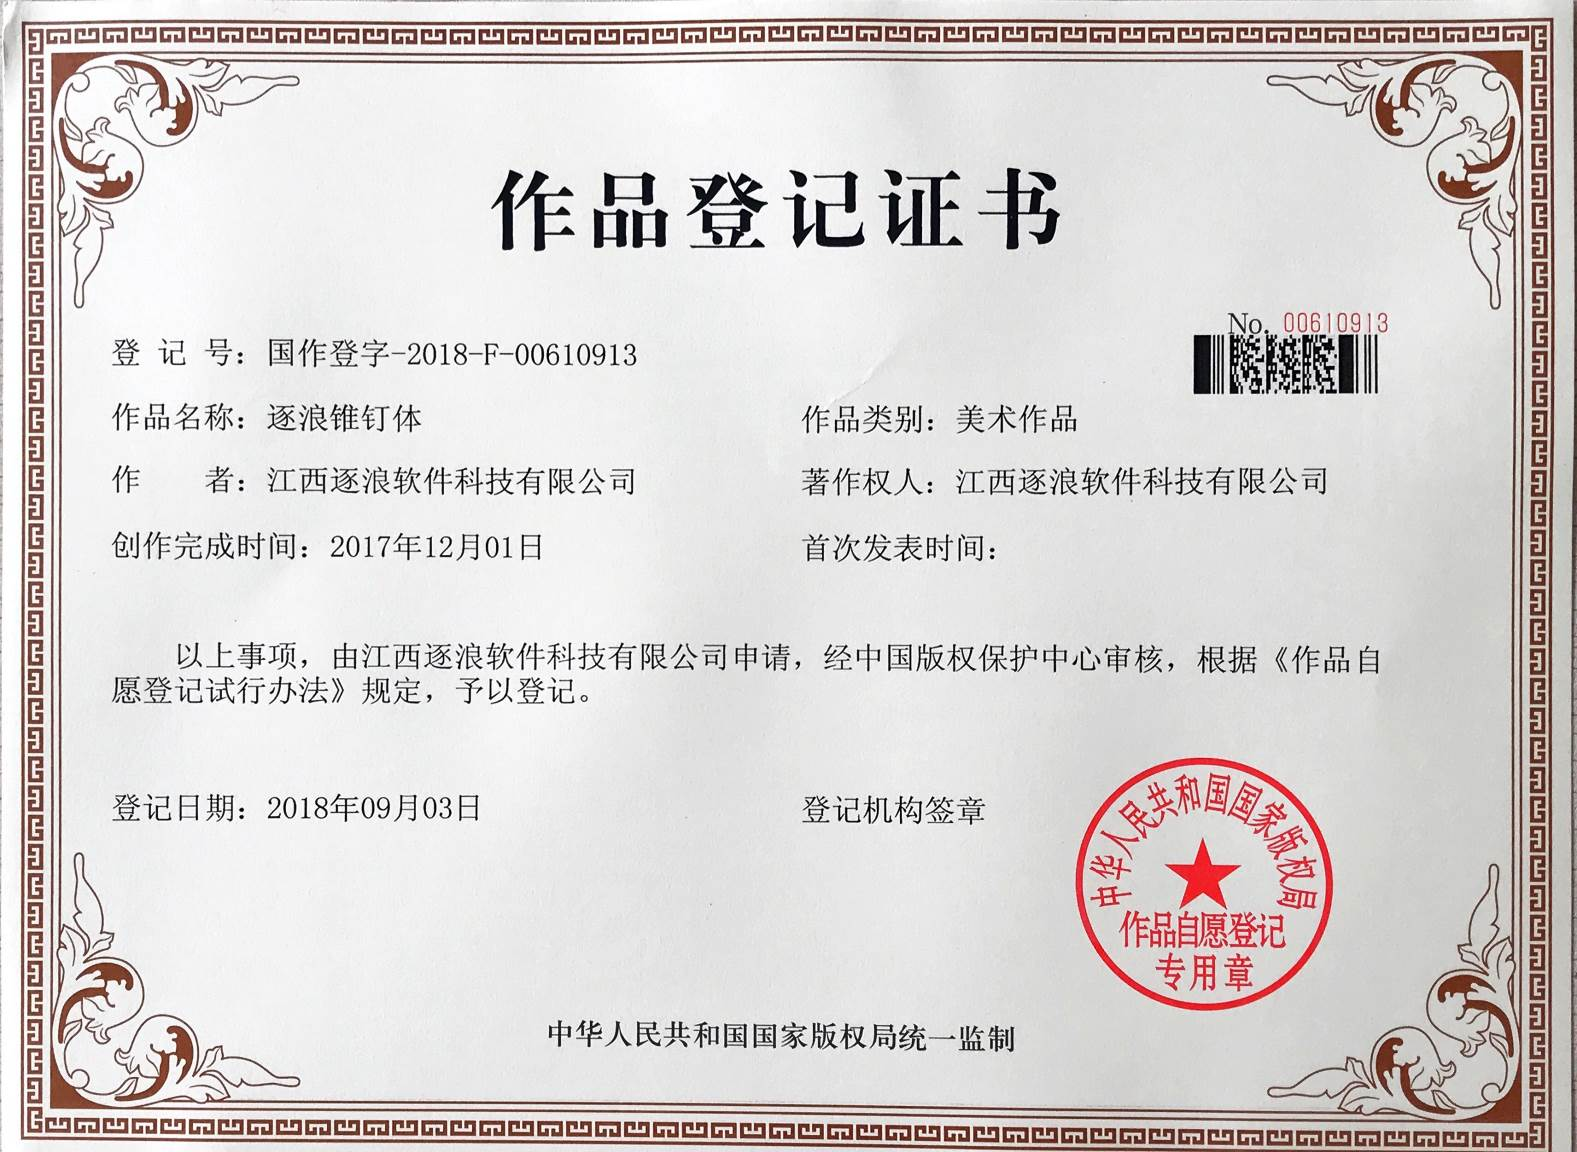 作品登记证书
No. 00610913
登 记 号：国作登字-2018-F-00610913
作品名称：逐浪锥钉体
作品类别：美术作品
作 者：江西逐浪软件科技有限公司
著作权人：江西逐浪软件科技有限公司
创作完成时间：2017年12月01日
首次发表时间：
以上事项，由江西逐浪软件科技有限公司申请，经中国版权保护中心审核，根据《作品自
愿登记试行办法》规定，予以登记。
登记日期：2018年09月03日
登记机构签章
中华人民共和国国家版权局
作品自愿登记
专用章
中华人民共和国国家版权局统一监制